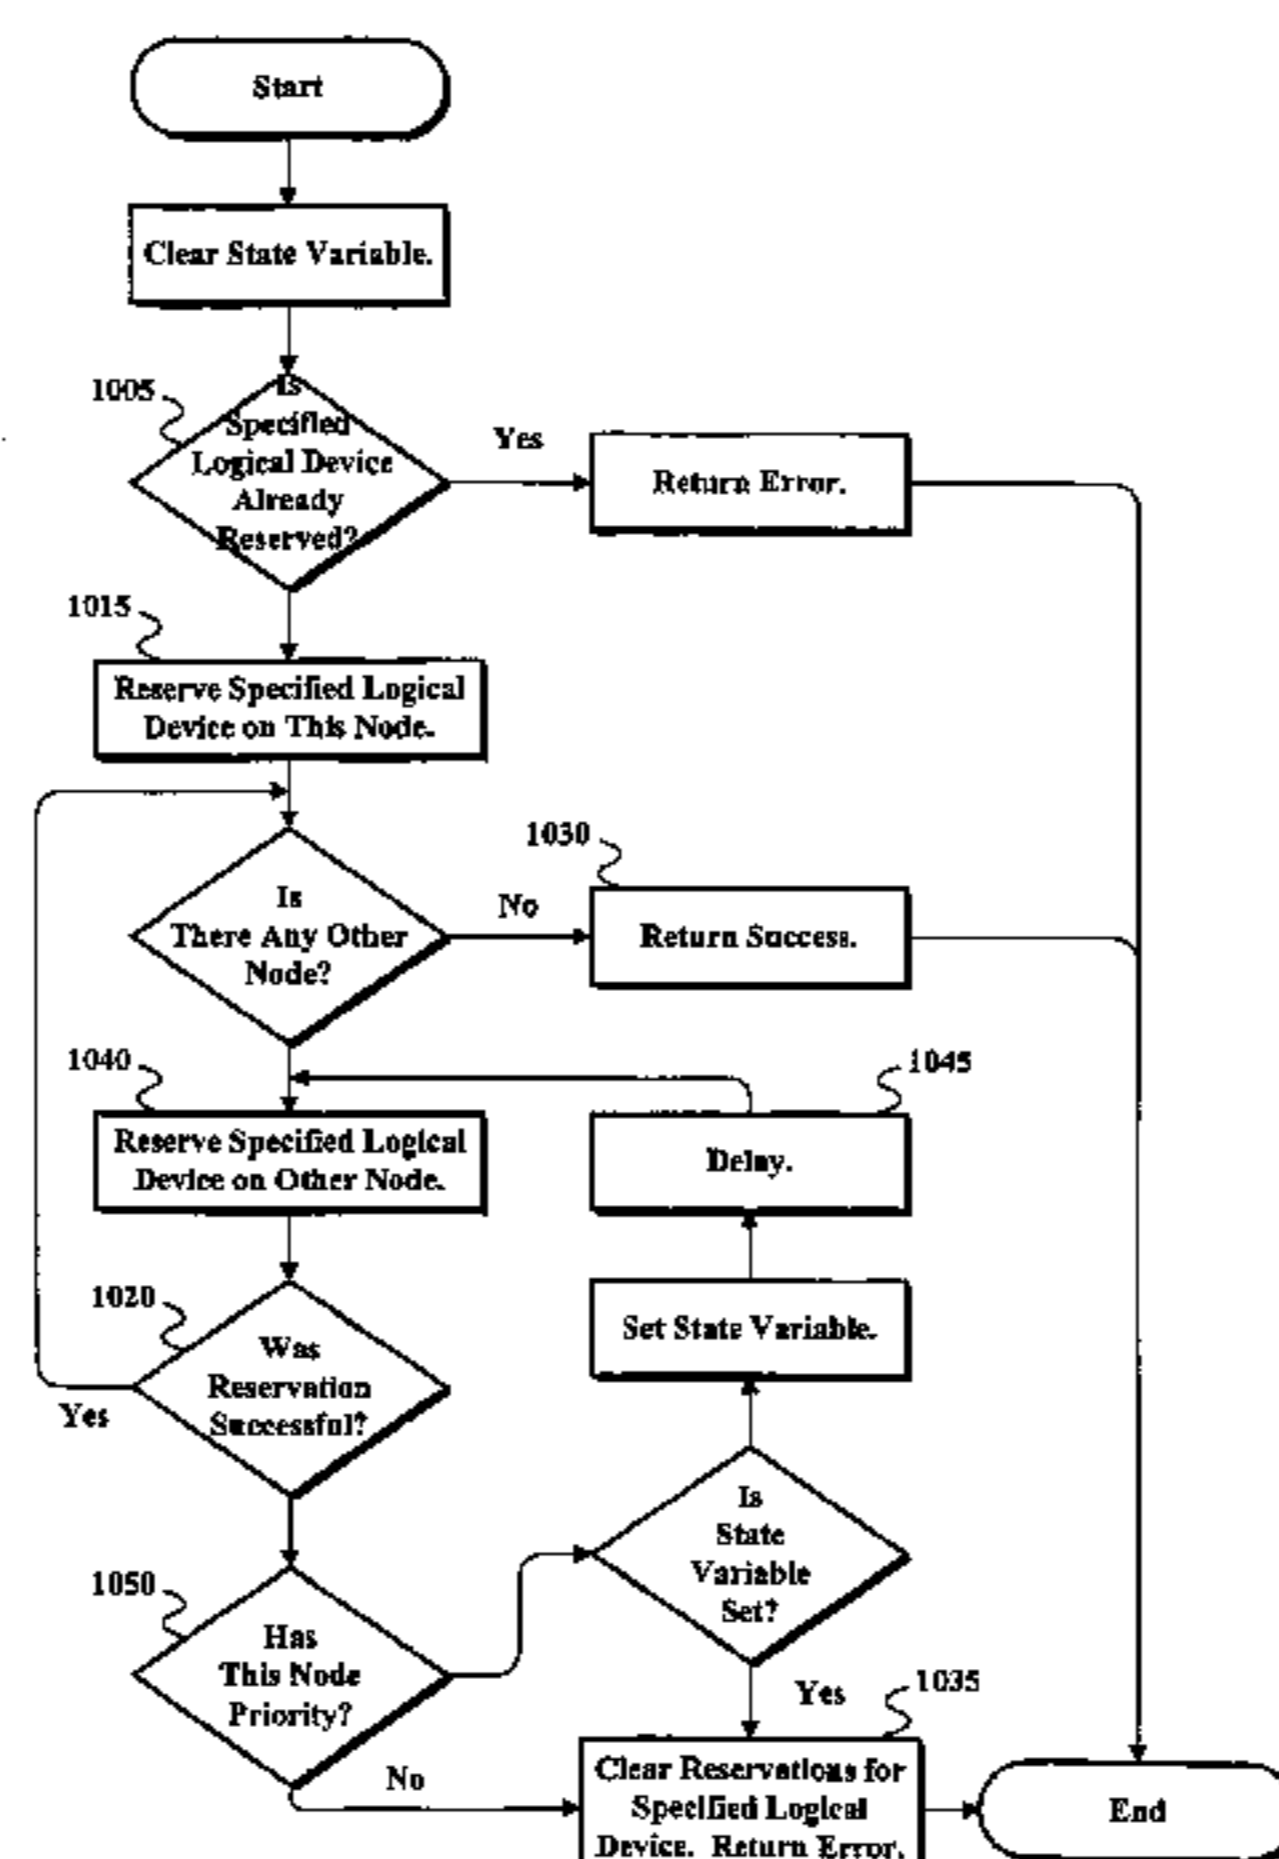 Start
Clear State Variable.
1005
Is
Specified
Logical Device
Already
Reserved?
Yes
Return Error.
1015
Reserve Specified Logical
Device on This Node.
1030
Is
There Any Other
Node?
No
Return Success.
1040
Reserve Specified Logical
Device on Other Node.
1045
Delay.
1020
Was
Reservation
Successful?
Yes
Set State Variable.
Is
State
Variable
Set?
1050
Has
This Node
Priority?
No
Yes
1035
Clear Reservations for
Specified Logical
Device. Return Error.
End